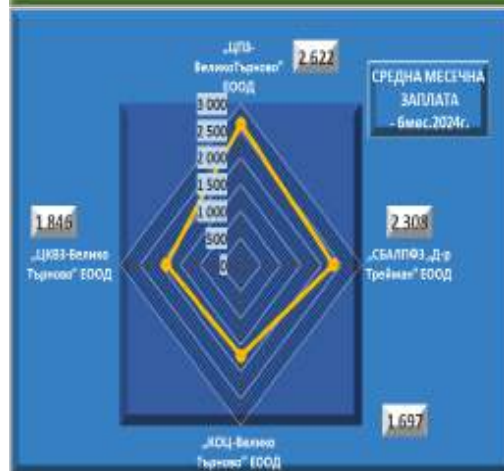 „ЦПЗ-
ВеликоТърново"
ЕООД
2.622
СРЕДНА МЕСЕЧНА
ЗАПЛАТА
- 6мес.2024г.
3 000
2 500
2 000
1 500
1 000
500
0
1.846
„ЦКВЗ-Велико
Търново" ЕООД
2.308
„СБАЛПФЗ „Д-р
Трейман" ЕООД
1.697
„КОЦ-Велико
Търново" ЕООД